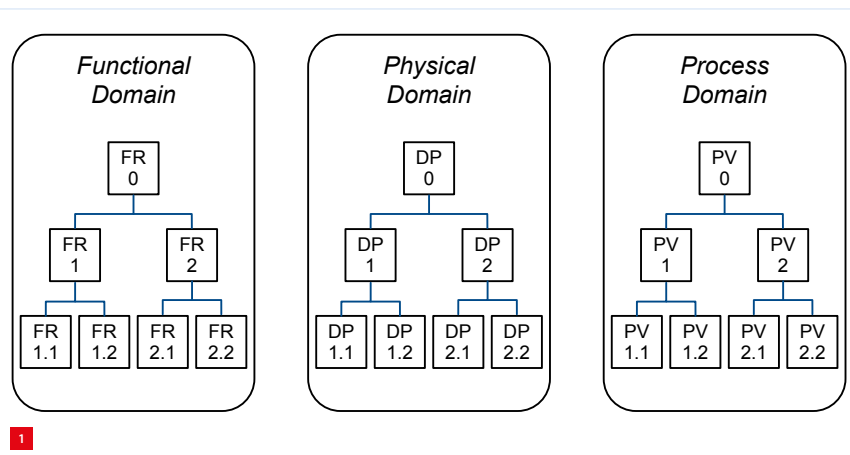 Functional
Domain
FR
0
FR
1
FR
2
FR
1.1
FR
1.2
FR
2.1
FR
2.2
Physical
Domain
DP
0
DP
1
DP
2
DP
1.1
DP
1.2
DP
2.1
DP
2.2
Process
Domain
PV
0
PV
1
PV
2
PV
1.1
PV
1.2
PV
2.1
PV
2.2
1